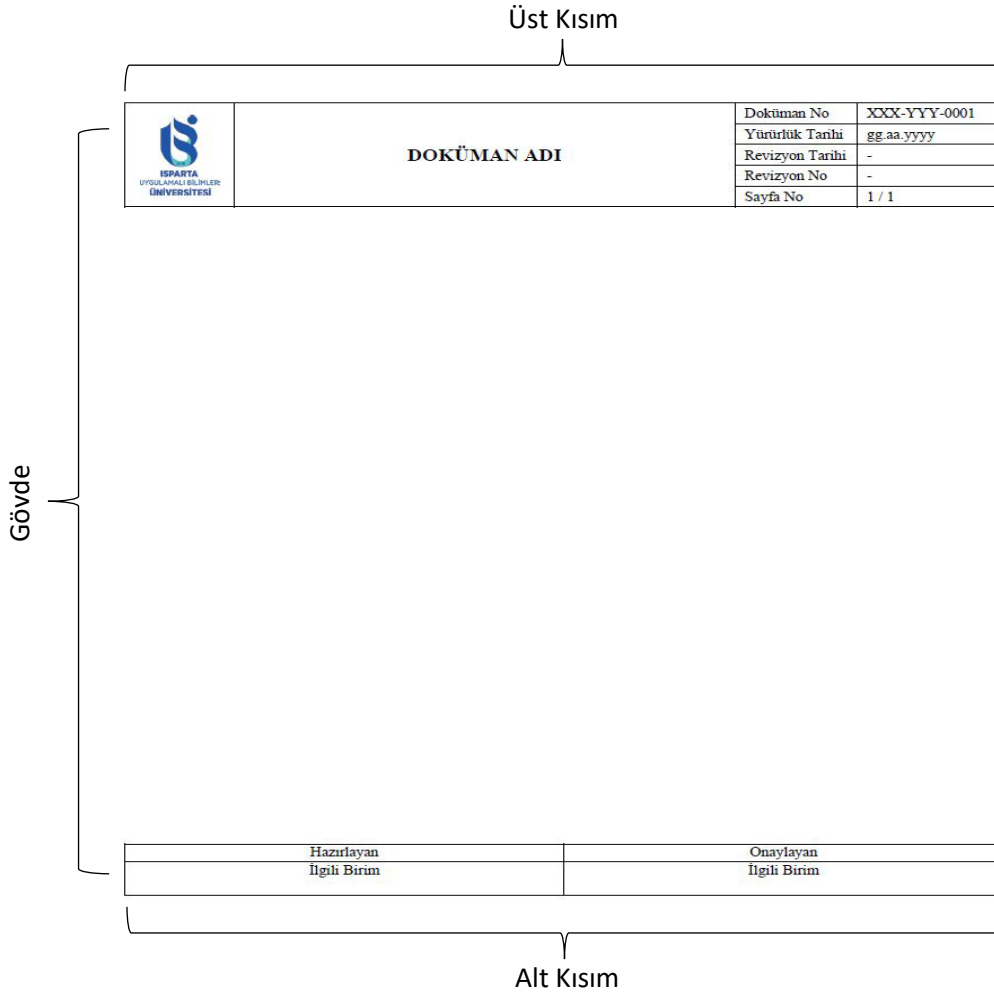 Üst Kısım
ISPARTA
UYGULAMALI BİLİMLER
ÜNİVERSİTESİ
DOKÜMAN ADI
Doküman No XXX-YYY-0001
Yürürlük Tarihi gg.aa.yyyy
Revizyon Tarihi -
Revizyon No -
Sayfa No 1 / 1
Gövde
Hazırlayan Onaylayan
İlgili Birim İlgili Birim
Alt Kısım